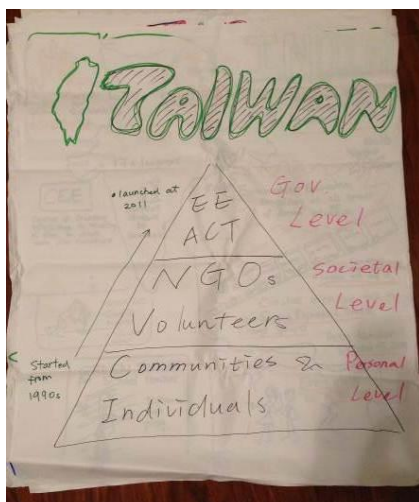 TAIWAN
• launched at
2011
EE
ACT
Gov
Level
NGOs
Volunteers
Societal
Level
Started
from
1990s
Communities &
Individuals
Personal
Level